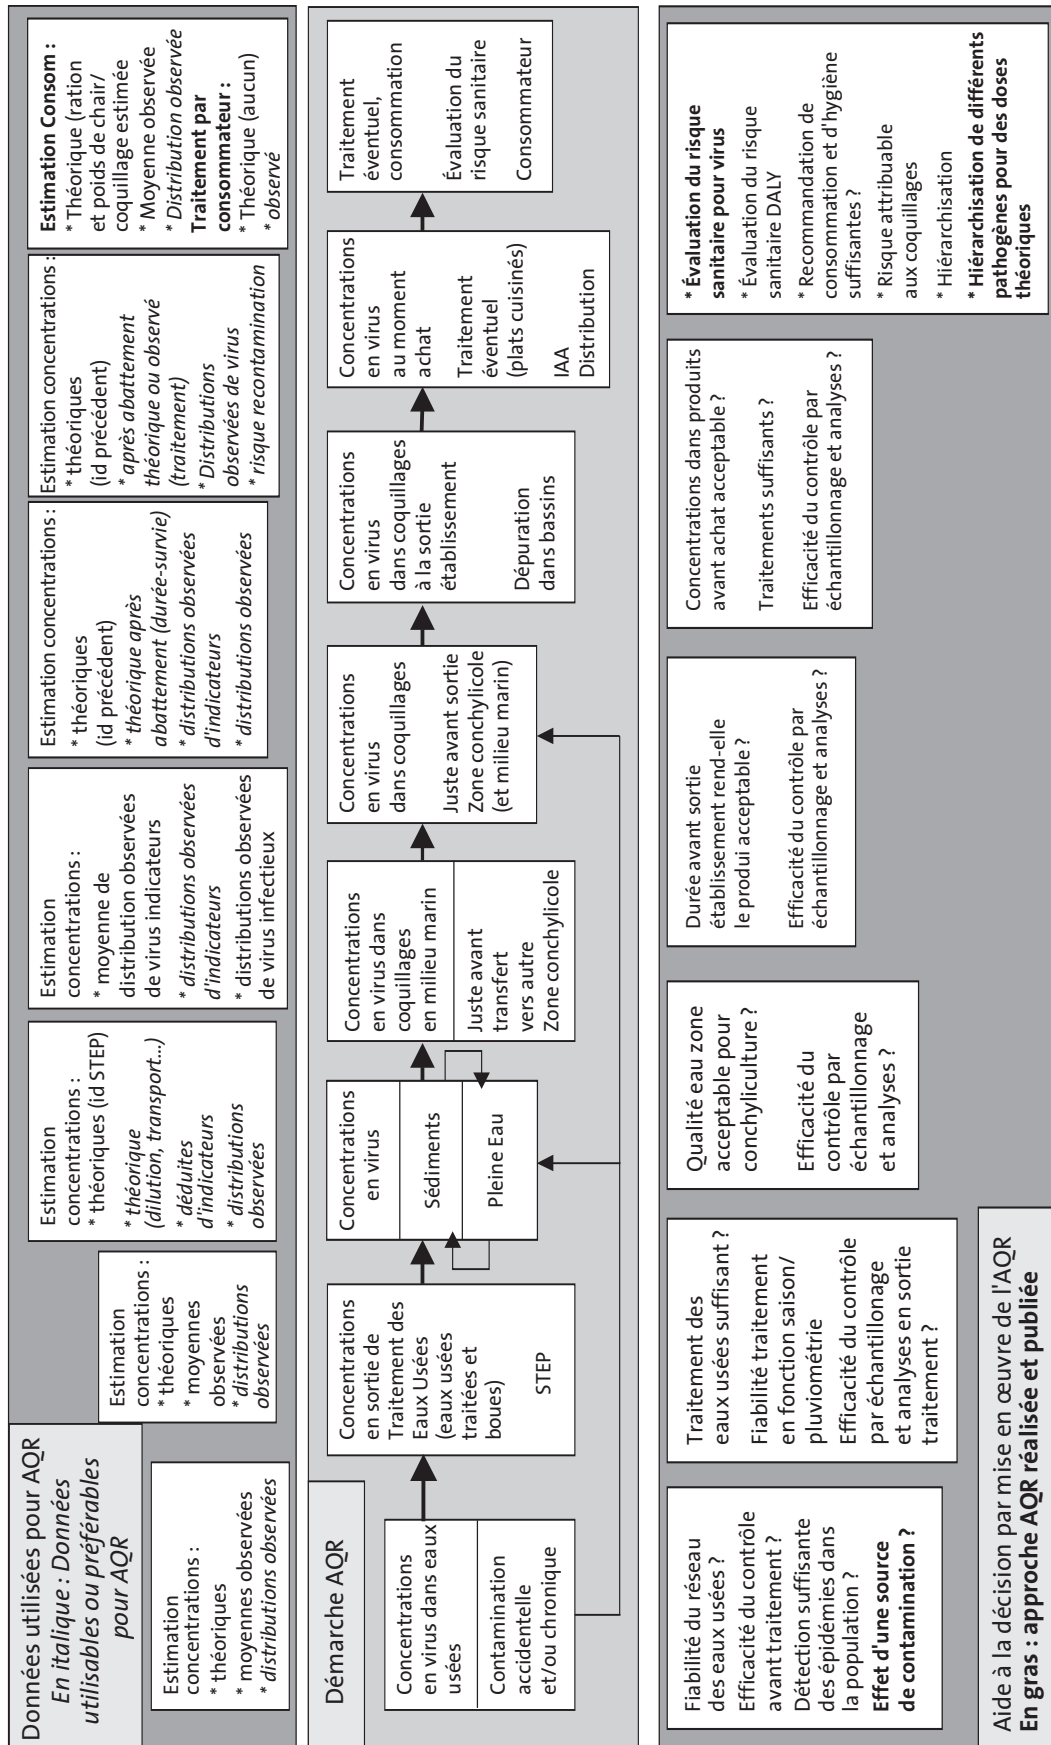 Données utilisées pour AQR
En italique : Données
utilisables ou préférables
pour AQR
Estimation
concentrations :
* théoriques
* moyennes observées
* distributions observées
Estimation
concentrations :
* théoriques
* moyennes
observées
* distributions
observées
Estimation
concentrations :
* théoriques (id STEP)
* théorique
(dilution, transport...)
* déduites
d'indicateurs
* distributions
observées
Estimation
concentrations :
* moyenne de
distribution observées
de virus indicateurs
* distributions observées
d'indicateurs
* distributions observées
de virus infectieux
Estimation concentrations :
* théoriques
(id précédent)
* théorique après
abattement (durée-survie)
* distributions observées
d'indicateurs
* distributions observées
Estimation concentrations :
* théoriques
(id précédent)
* après abattement
théorique ou observé
(traitement)
* Distributions
observées de virus
* risque recontamination
Estimation Consom :
* Théorique (ration
et poids de chair/
coquillage estimée
* Moyenne observée
* Distribution observée
Traitement par
consommateur :
* Théorique (aucun)
* observé
Démarche AQR
Concentrations
en virus dans eaux
usées
Contamination
accidentelle
et/ou chronique
Concentrations
en sortie de
Traitement des
Eaux Usées
(eaux usées
traitées et
boues)
STEP
Concentrations
en virus
Sédiments
Pleine Eau
Concentrations
en virus dans
coquillages
en milieu marin
Juste avant
transfert
vers autre
Zone conchylicole
Concentrations
en virus
dans coquillages
Juste avant sortie
Zone conchylicole
(et milieu marin)
Concentrations
en virus
dans coquillages
à la sortie
établissement
Dépuration
dans bassins
Concentrations
en virus
au moment
achat
Traitement
éventuel
(plats cuisinés)
IAA
Distribution
Traitement
éventuel,
consommation
Évaluation du
risque sanitaire
Consommateur
Fiabilité du réseau
des eaux usées ?
Efficacité du contrôle
avant traitement ?
Détection suffisante
des épidémies dans
la population ?
Effet d'une source
de contamination ?
Traitement des
eaux usées suffisant ?
Fiabilité traitement
en fonction saison/
pluviométrie
Efficacité du contrôle
par échantillonage
et analyses en sortie
traitement ?
Qualité eau zone
acceptable pour
conchyliculture ?
Efficacité du
contrôle par
échantillonnage
et analyses ?
Durée avant sortie
établissement rend-elle
le produi acceptable ?
Efficacité du contrôle par
échantillonnage et analyses ?
Concentrations dans produits
avant achat acceptable ?
Traitements suffisants ?
Efficacité du contrôle par
échantillonnage et analyses ?
* Évaluation du risque
sanitaire pour virus
* Évaluation du risque
sanitaire DALY
* Recommandation de
consommation et d'hygiène
suffisantes ?
* Risque attribuable
aux coquillages
* Hiérarchisation
* Hiérarchisation de différents
pathogènes pour des doses
théoriques
Aide à la décision par mise en œuvre de l'AQR
En gras : approche AQR réalisée et publiée